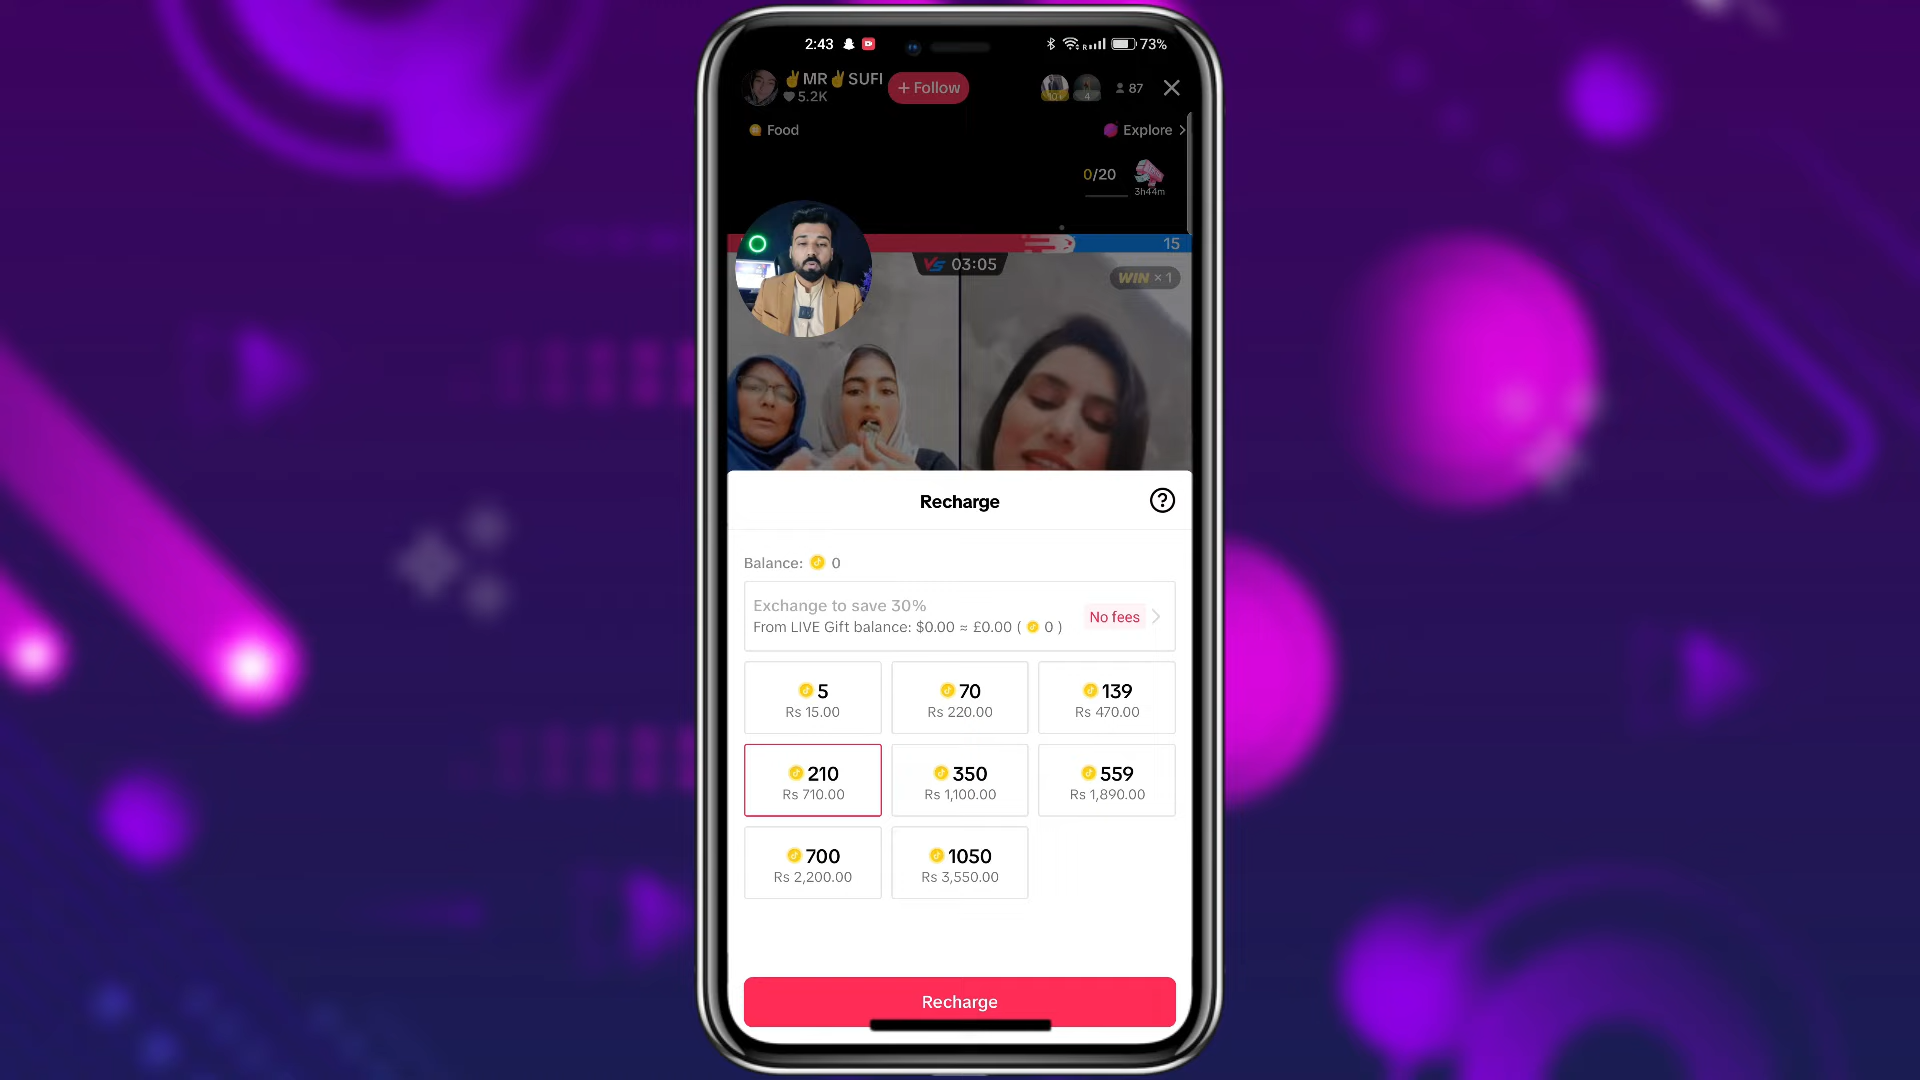 2:43 73%
✌MR✌SUFI + Follow 87
5.2K
Food Explore
0/20
3h44m
15
VS 03:05
WIN × 1
Recharge
Balance: 0
Exchange to save 30%
From LIVE Gift balance: $0.00 ≈ £0.00 ( 0 ) No fees
5 70 139
Rs 15.00 Rs 220.00 Rs 470.00
210 350 559
Rs 710.00 Rs 1,100.00 Rs 1,890.00
700 1050
Rs 2,200.00 Rs 3,550.00
Recharge